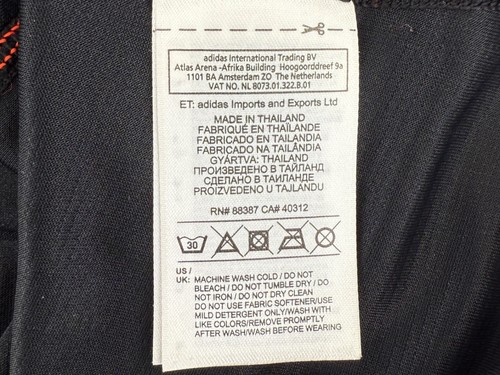 adidas International Trading BV
Atlas Arena -Afrika Building Hoogoorddreef 9a
1101 BA Amsterdam ZO The Netherlands
VAT NO. NL 8073.01.322.B.01
ET: adidas Imports and Exports Ltd
MADE IN THAILAND
FABRIQUÉ EN THAÏLANDE
FABRICADO EN TAILANDIA
FABRICADO NA TAILÂNDIA
GYÁRTVA: THAILAND
ПРОИЗВЕДЕНО В ТАЙЛАНД
СДЕЛАНО В ТАИЛАНДЕ
PROIZVEDENO U TAJLANDU
RN# 88387 CA# 40312
30
US /
UK: MACHINE WASH COLD / DO NOT
BLEACH / DO NOT TUMBLE DRY / DO
NOT IRON / DO NOT DRY CLEAN
DO NOT USE FABRIC SOFTENER/USE
MILD DETERGENT ONLY/WASH WITH
LIKE COLORS/REMOVE PROMPTLY
AFTER WASH/WASH BEFORE WEARING